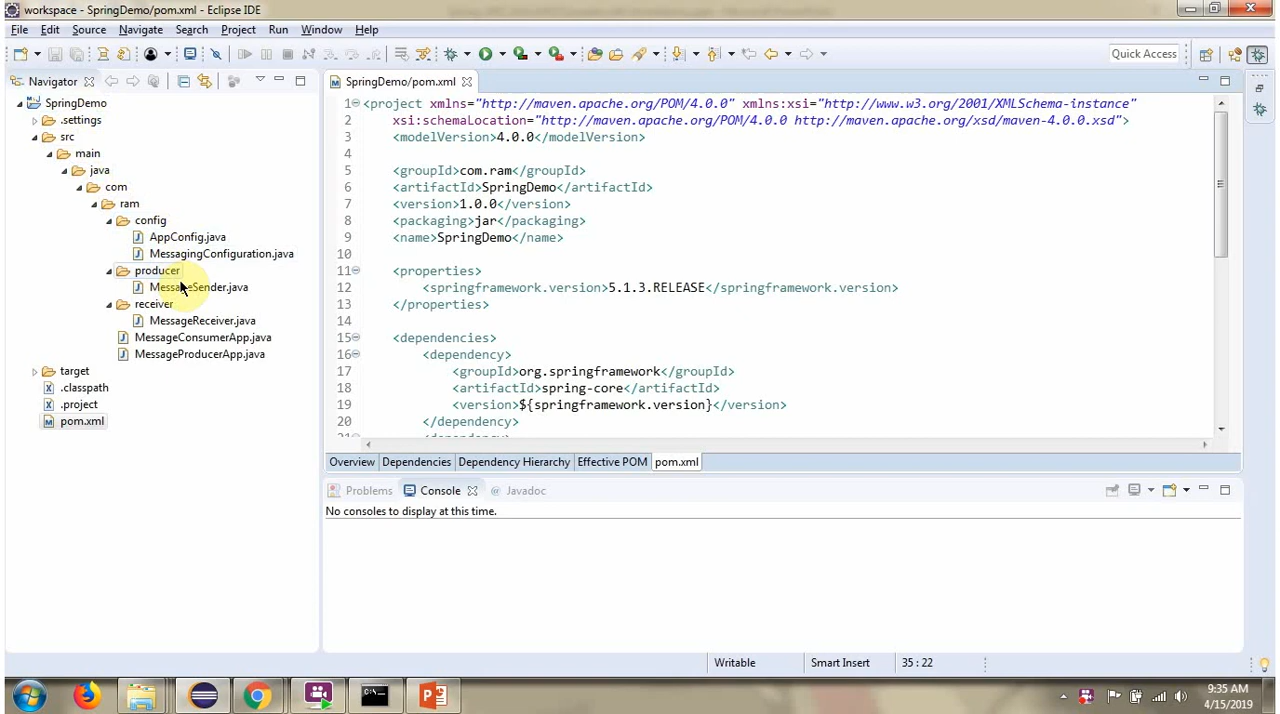 workspace - SpringDemo/pom.xml - Eclipse IDE
File Edit Source Navigate Search Project Run Window Help
Quick Access
Navigator
SpringDemo
.settings
src
main
java
com
ram
config
AppConfig.java
MessagingConfiguration.java
producer
MessageSender.java
receiver
MessageReceiver.java
MessageConsumerApp.java
MessageProducerApp.java
target
.classpath
.project
pom.xml
SpringDemo/pom.xml
1 <project xmlns="http://maven.apache.org/POM/4.0.0" xmlns:xsi="http://www.w3.org/2001/XMLSchema-instance"
2 xsi:schemaLocation="http://maven.apache.org/POM/4.0.0 http://maven.apache.org/xsd/maven-4.0.0.xsd">
3 <modelVersion>4.0.0</modelVersion>
4
5 <groupId>com.ram</groupId>
6 <artifactId>SpringDemo</artifactId>
7 <version>1.0.0</version>
8 <packaging>jar</packaging>
9 <name>SpringDemo</name>
10
11 <properties>
12 <springframework.version>5.1.3.RELEASE</springframework.version>
13 </properties>
14
15 <dependencies>
16 <dependency>
17 <groupId>org.springframework</groupId>
18 <artifactId>spring-core</artifactId>
19 <version>${springframework.version}</version>
20 </dependency>
Overview Dependencies Dependency Hierarchy Effective POM pom.xml
Problems Console Javadoc
No consoles to display at this time.
Writable Smart Insert 35 : 22
9:35 AM
4/15/2019